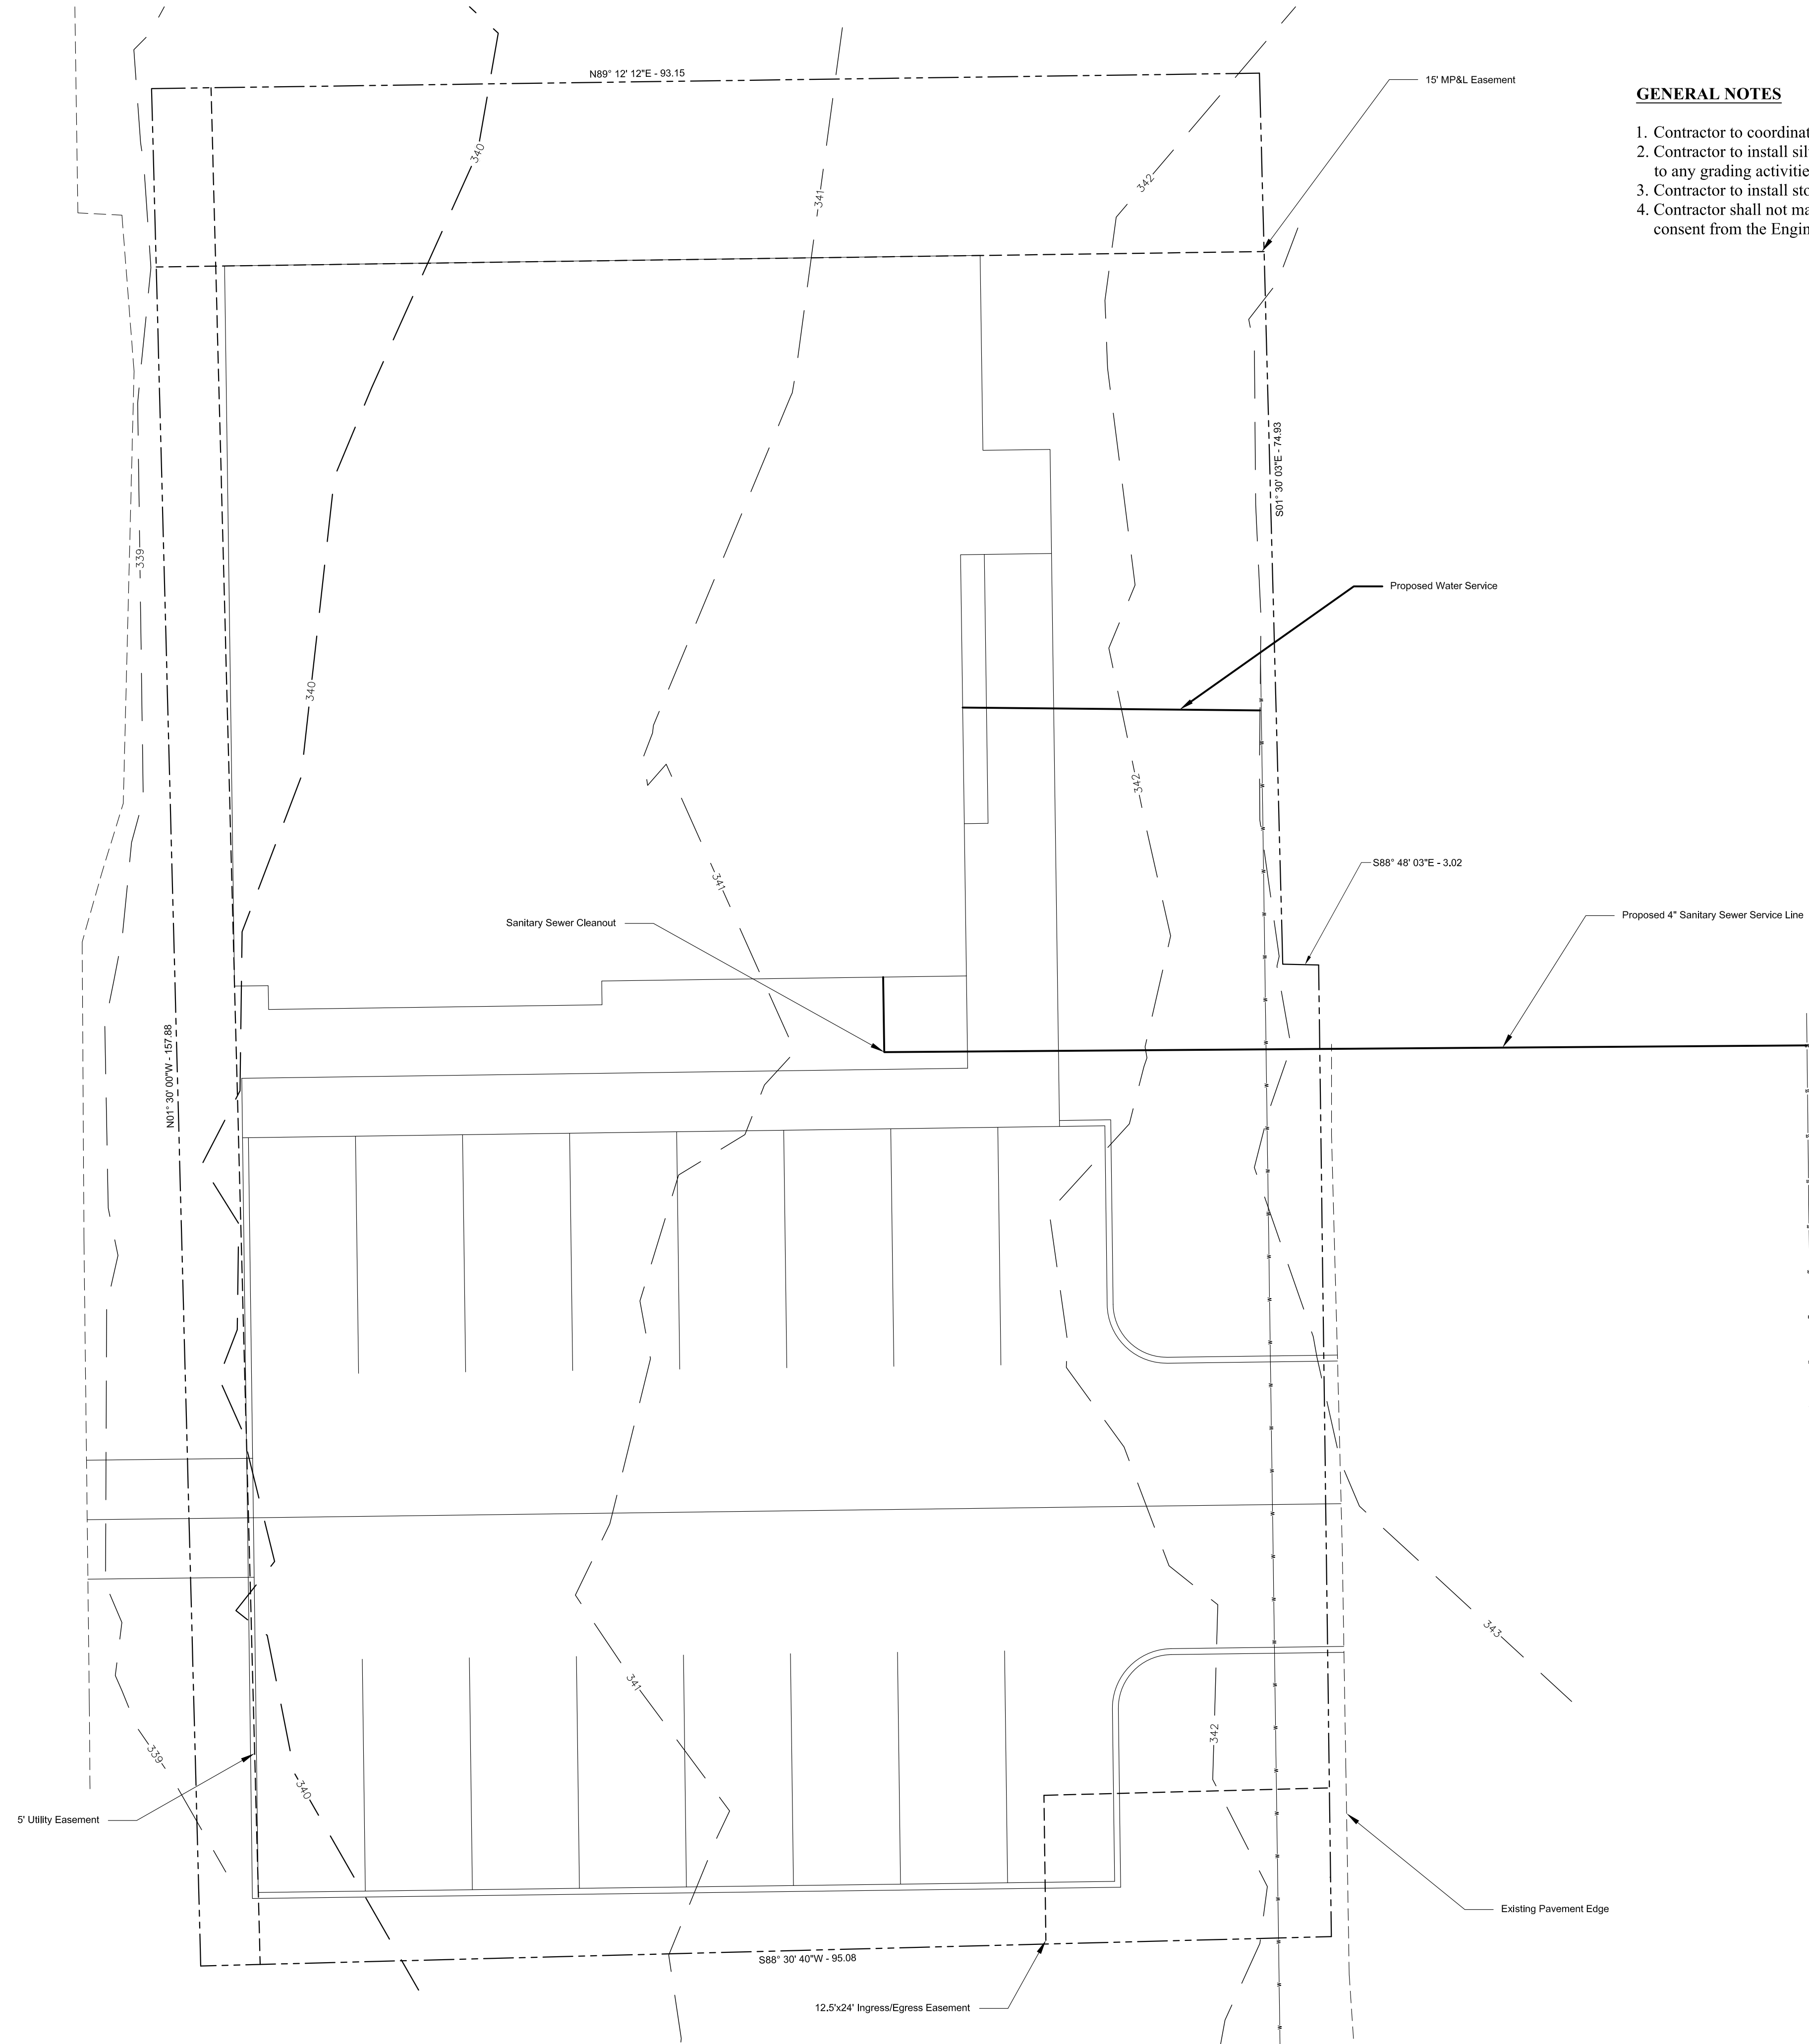 N89° 12' 12"E - 93.15
15' MP&L Easement
GENERAL NOTES
1. Contractor to coordinat
2. Contractor to install sil
to any grading activitie
3. Contractor to install sto
4. Contractor shall not ma
consent from the Engin
340
341
342
S01° 30' 03"E - 74.93
339
Proposed Water Service
340
342
S88° 48' 03"E - 3.02
341
Sanitary Sewer Cleanout
Proposed 4" Sanitary Sewer Service Line
N01° 30' 00"W - 157.88
343
341
342
339
340
5' Utility Easement
Existing Pavement Edge
S88° 30' 40"W - 95.08
12.5'x24' Ingress/Egress Easement